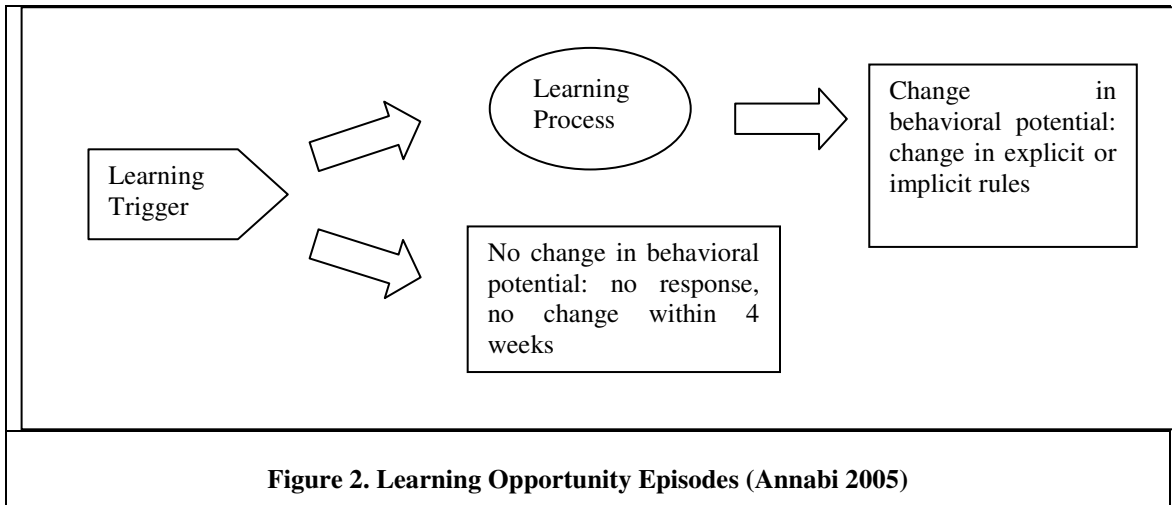 Learning
Trigger
Learning
Process
Change in
behavioral potential:
change in explicit or
implicit rules
No change in behavioral
potential: no response,
no change within 4
weeks
Figure 2. Learning Opportunity Episodes (Annabi 2005)